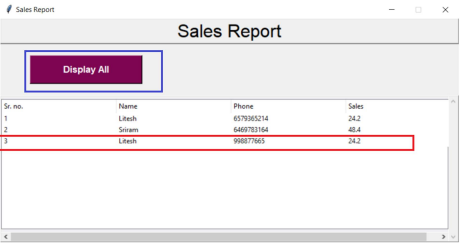 Sales Report
Sales Report
Display All
Sr. no. Name Phone Sales
1 Litesh 6579365214 24.2
2 Sriram 6469783164 48.4
3 Litesh 998877665 24.2